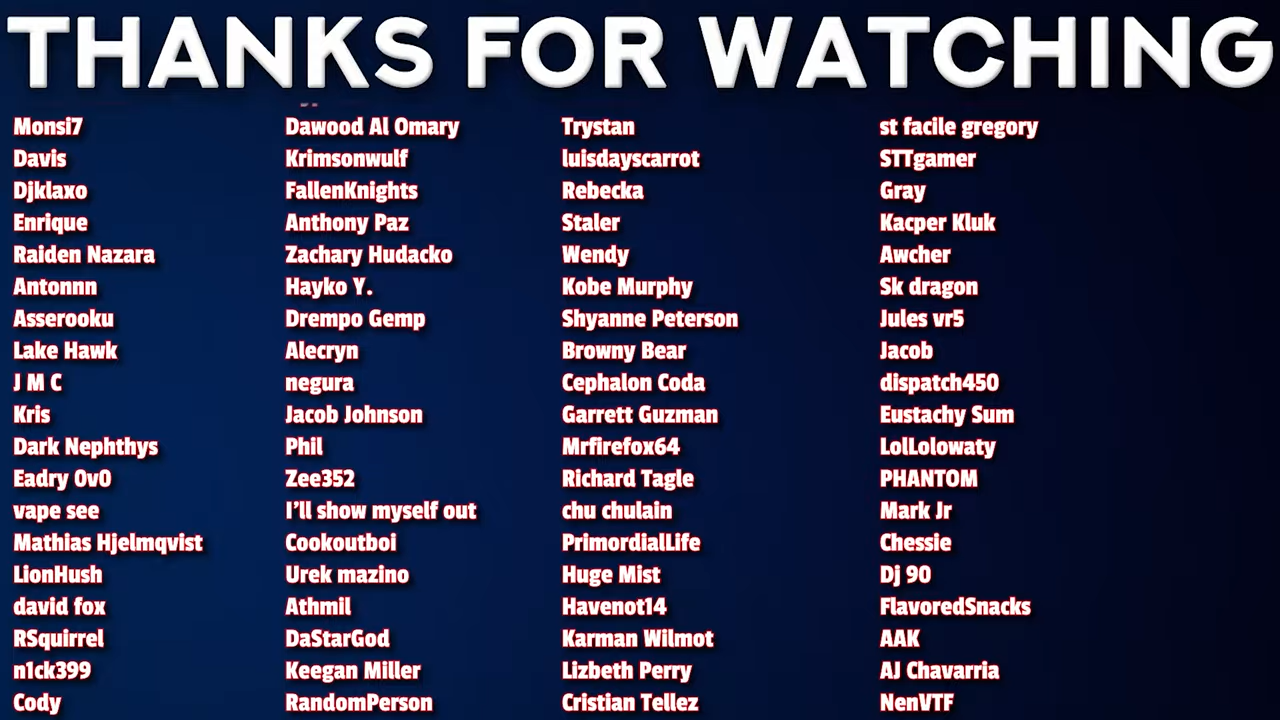 THANKS FOR WATCHING
Monsi7
Davis
Djklaxo
Enrique
Raiden Nazara
Antonnn
Asserooku
Lake Hawk
J M C
Kris
Dark Nephthys
Eadry 0v0
vape see
Mathias Hjelmqvist
LionHush
david fox
RSquirrel
n1ck399
Cody
Dawood Al Omary
Krimsonwulf
FallenKnights
Anthony Paz
Zachary Hudacko
Hayko Y.
Drempo Gemp
Alecryn
negura
Jacob Johnson
Phil
Zee352
I'll show myself out
Cookoutboi
Urek mazino
Athmil
DaStarGod
Keegan Miller
RandomPerson
Trystan
luisdayscarrot
Rebecka
Staler
Wendy
Kobe Murphy
Shyanne Peterson
Browny Bear
Cephalon Coda
Garrett Guzman
Mrfirefox64
Richard Tagle
chu chulain
PrimordialLife
Huge Mist
Havenot14
Karman Wilmot
Lizbeth Perry
Cristian Tellez
st facile gregory
STTgamer
Gray
Kacper Kluk
Awcher
Sk dragon
Jules vr5
Jacob
dispatch450
Eustachy Sum
LolLolowaty
PHANTOM
Mark Jr
Chessie
Dj 90
FlavoredSnacks
AAK
AJ Chavarria
NenVTF